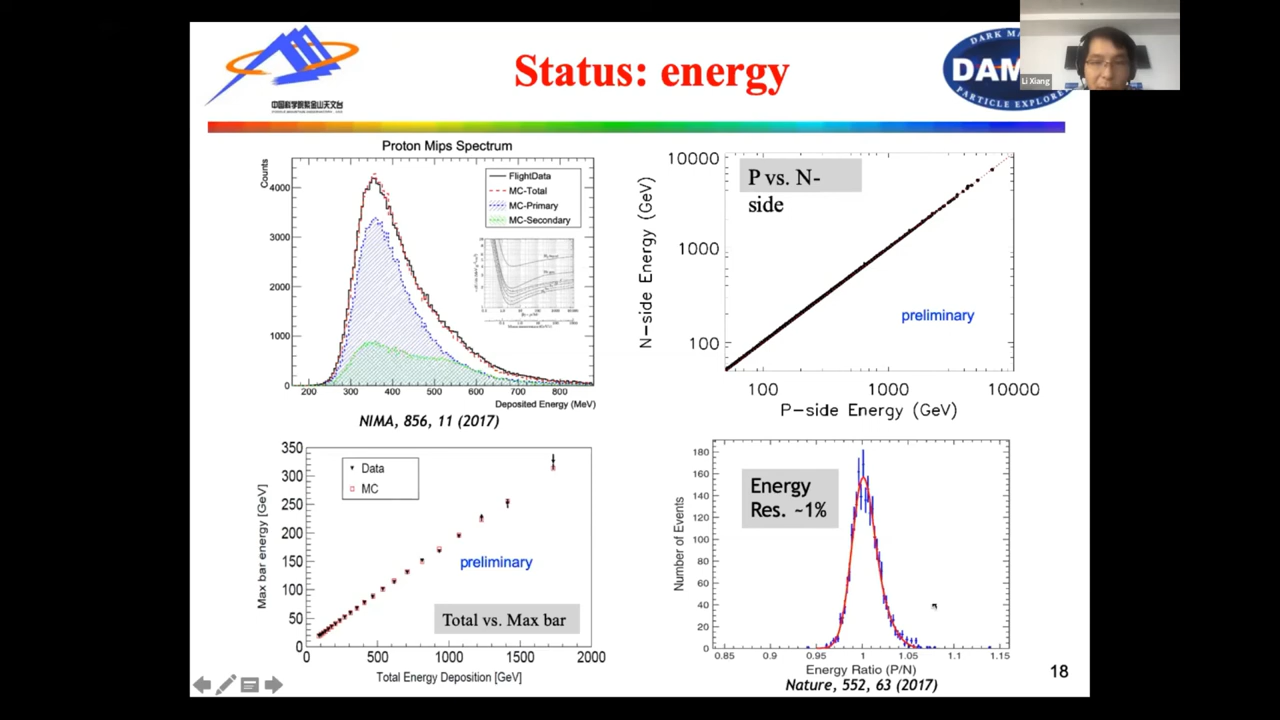 Status: energy
中国科学院紫金山天文台
DARK MA
DAM
PARTICLE EXPLORE
Li Xiang
Proton Mips Spectrum
Counts
4000
3000
2000
1000
0
FlightData
MC-Total
MC-Primary
MC-Secondary
200 300 400 500 600 700 800
Deposited Energy (MeV)
NIMA, 856, 11 (2017)
P vs. N-
side
N-side Energy (GeV)
10000
1000
100
preliminary
100 1000 10000
P-side Energy (GeV)
Max bar energy [GeV]
350
300
250
200
150
100
50
0
Data
MC
preliminary
Total vs. Max bar
0 500 1000 1500 2000
Total Energy Deposition [GeV]
Number of Events
180
160
140
120
100
80
60
40
20
0
Energy
Res. ~1%
0.85 0.9 0.95 1 1.05 1.1 1.15
Energy Ratio (P/N)
Nature, 552, 63 (2017)
18